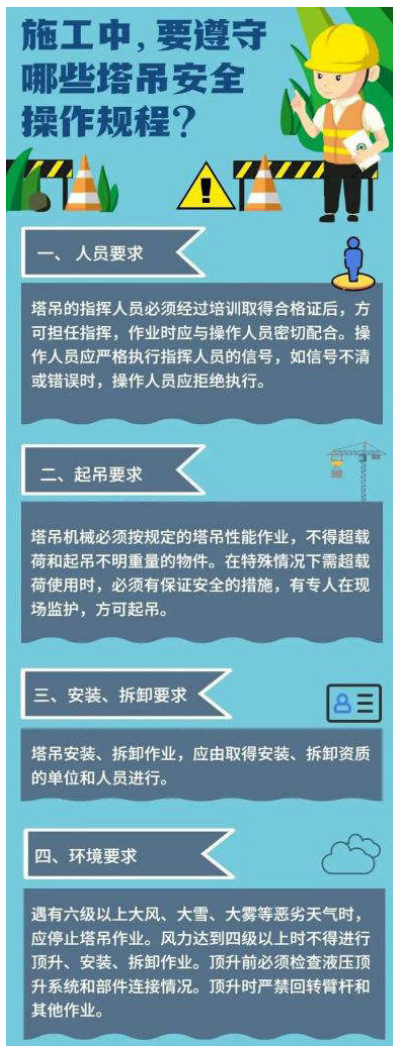 施工中,要遵守
哪些塔吊安全
操作规程?
一、人员要求
塔吊的指挥人员必须经过培训取得合格证后，方
可担任指挥，作业时应与操作人员密切配合。操
作人员应严格执行指挥人员的信号，如信号不清
或错误时，操作人员应拒绝执行。
二、起吊要求
塔吊机械必须按规定的塔吊性能作业，不得超载
荷和起吊不明重量的物件。在特殊情况下需超载
荷使用时，必须有保证安全的措施，有专人在现
场监护，方可起吊。
三、安装、拆卸要求
塔吊安装、拆卸作业，应由取得安装、拆卸资质
的单位和人员进行。
四、环境要求
遇有六级以上大风、大雪、大雾等恶劣天气时，
应停止塔吊作业。风力达到四级以上时不得进行
顶升、安装、拆卸作业。顶升前必须检查液压顶
升系统和部件连接情况。顶升时严禁回转臂杆和
其他作业。